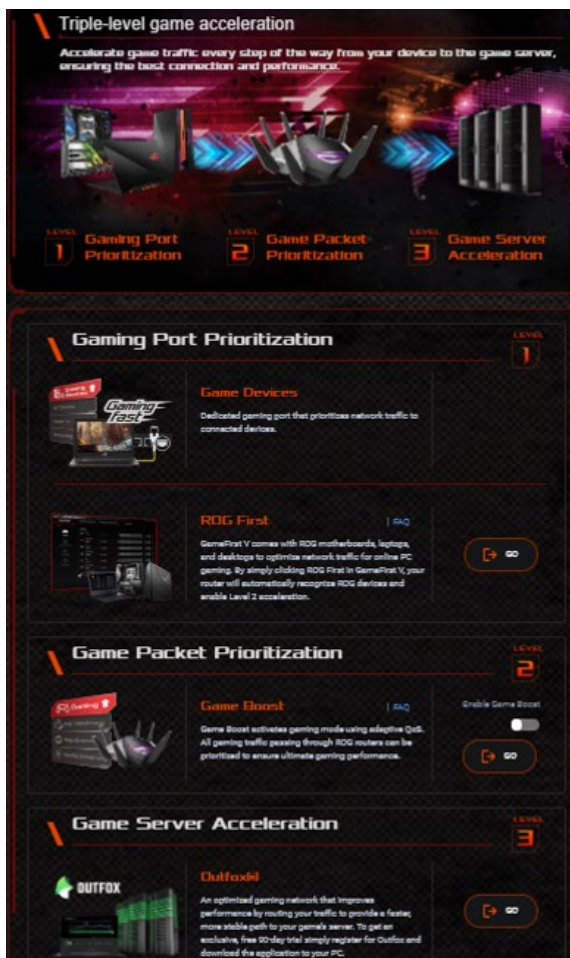 Triple-level game acceleration
Accelerate game traffic every step of the way from your device to the game server,
ensuring the best connection and performance.
LEVEL
1
Gaming Port
Prioritization
LEVEL
2
Game Packet
Prioritization
LEVEL
3
Game Server
Acceleration
Gaming Port Prioritization
LEVEL
1
Gaming
Fast
Game Devices
Dedicated gaming port that prioritizes network traffic to
connected devices.
ROG First
| FAQ
GameFirst V comes with ROG motherboards, laptops,
and desktops to optimize network traffic for online PC
gaming. By simply clicking ROG First in GameFirst V, your
router will automatically recognize ROG devices and
enable Level 2 acceleration.
GO
Game Packet Prioritization
LEVEL
2
Gaming
Game Boost
| FAQ
Enable Game Boost
Game Boost activates gaming mode using adaptive QoS.
All gaming traffic passing through ROG routers can be
prioritized to ensure ultimate gaming performance.
GO
Game Server Acceleration
LEVEL
3
OUTFOX
Outfox
An optimized gaming network that improves
performance by routing your traffic to provide a faster,
more stable path to your game's server. To get an
exclusive, free 90-day trial simply register for Outfox and
download the application to your PC.
GO